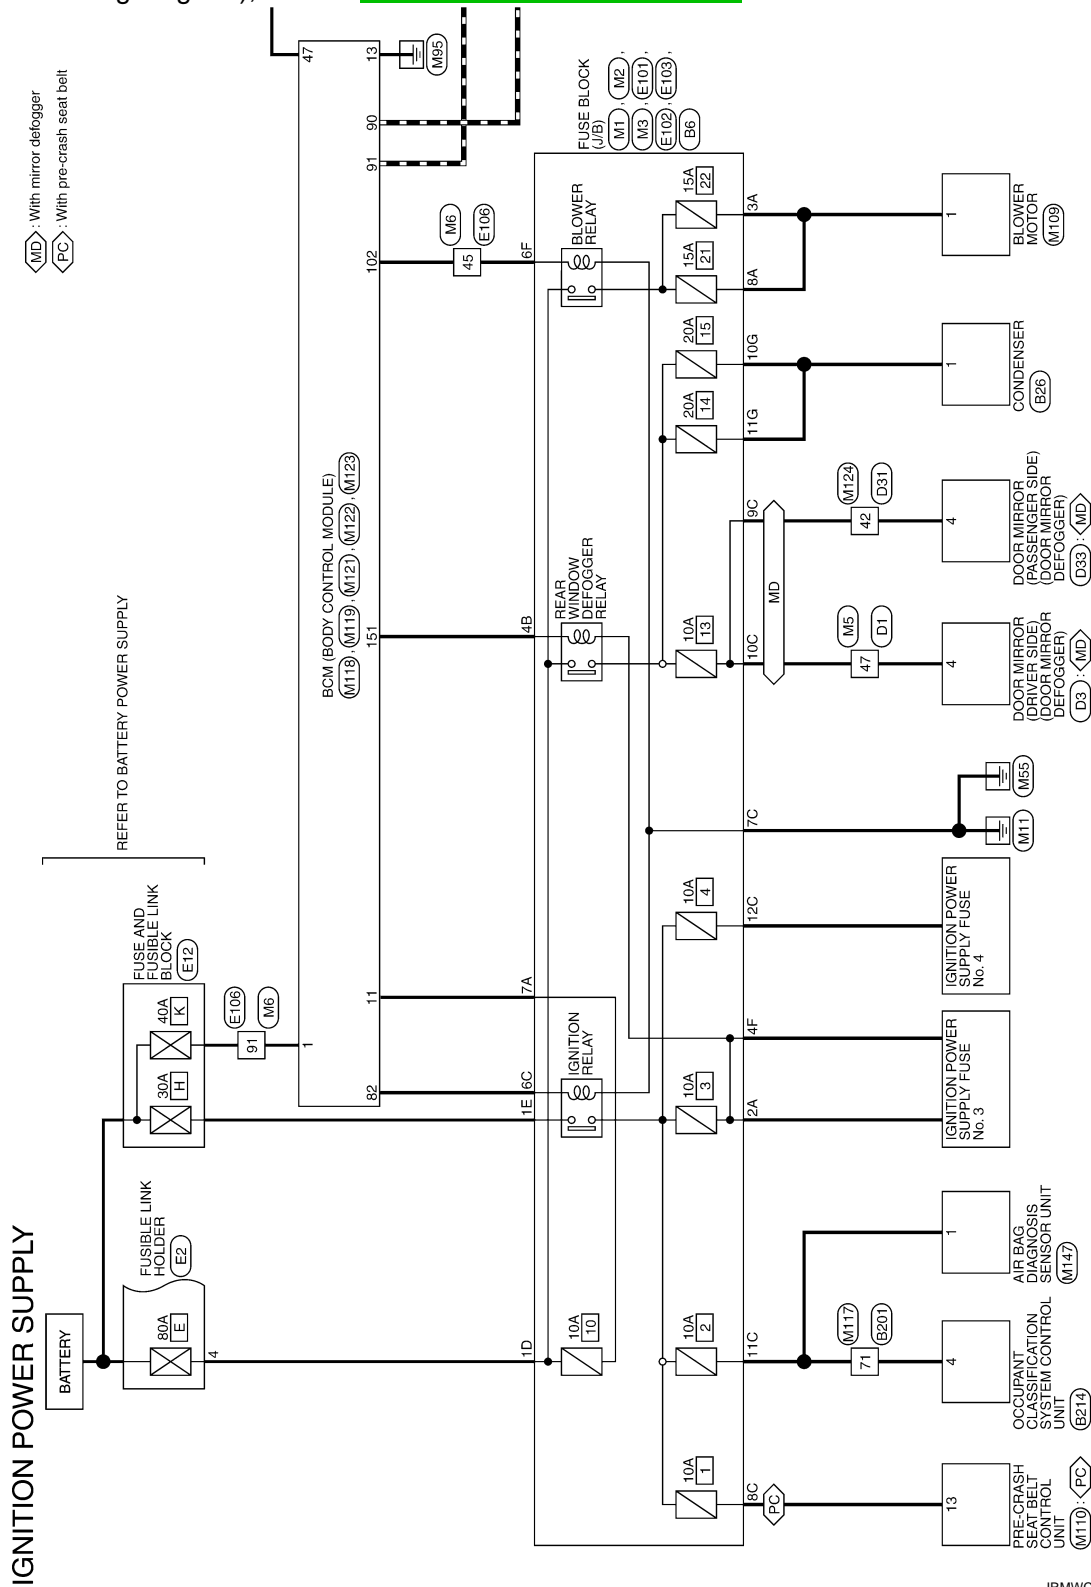 IGNITION POWER SUPPLY
MD : With mirror defogger
PC : With pre-crash seat belt
REFER TO BATTERY POWER SUPPLY
BATTERY
FUSIBLE LINK
HOLDER
E2
80A
E
4
FUSE AND
FUSIBLE LINK
BLOCK
E12
30A
H
40A
K
E106
91
M6
BCM (BODY CONTROL MODULE)
M118 , M119 , M121 , M122 , M123
1
47
82
11
151
102
91
90
13
M95
M6
45
E106
FUSE BLOCK
(J/B)
M1 , M2 ,
M3 , E101 ,
E102 , E103 ,
B6
1D
1E
6C
7A
4B
6F
10A
10
IGNITION
RELAY
REAR
WINDOW
DEFOGGER
RELAY
BLOWER
RELAY
10A
1
10A
2
10A
3
10A
4
10A
13
20A
14
20A
15
15A
21
15A
22
8C
11C
2A
4F
12C
7C
10C
9C
11G
10G
8A
3A
PC
MD
M117
71
B201
M5
47
D1
M124
42
D31
13
PRE-CRASH
SEAT BELT
CONTROL
UNIT
M110 : PC
4
OCCUPANT
CLASSIFICATION
SYSTEM CONTROL
UNIT
B214
1
AIR BAG
DIAGNOSIS
SENSOR UNIT
M147
IGNITION POWER
SUPPLY FUSE
No. 3
IGNITION POWER
SUPPLY FUSE
No. 4
M11
M55
4
DOOR MIRROR
(DRIVER SIDE)
(DOOR MIRROR
DEFOGGER)
D3 : MD
4
DOOR MIRROR
(PASSENGER SIDE)
(DOOR MIRROR
DEFOGGER)
D33 : MD
1
CONDENSER
B26
1
BLOWER
MOTOR
M109